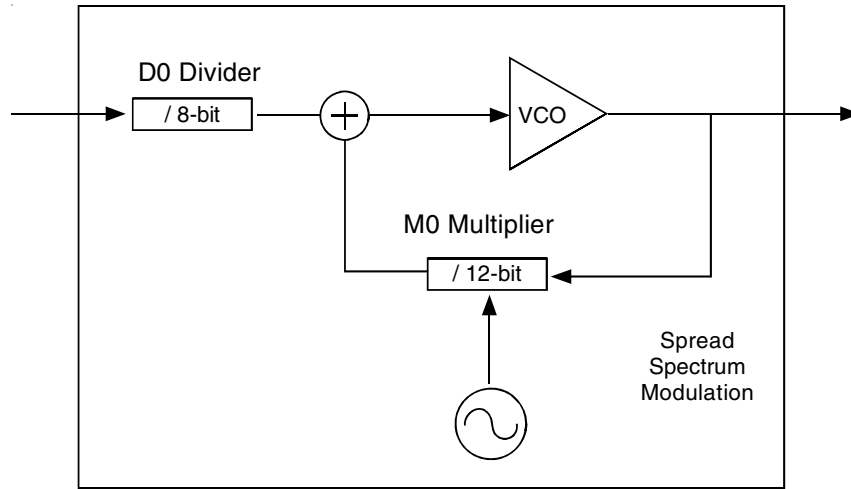 D0 Divider
/ 8-bit
VCO
M0 Multiplier
/ 12-bit
Spread
Spectrum
Modulation